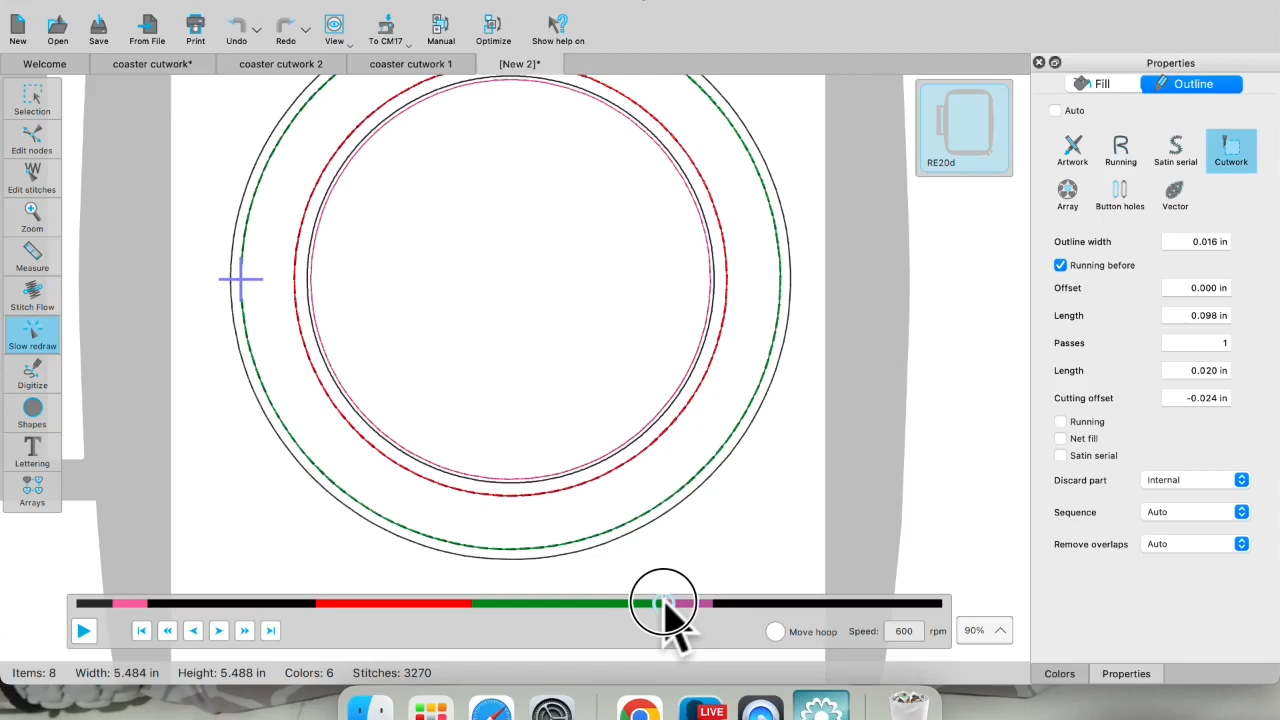 New Open Save From File Print Undo Redo View To CM17 Manual Optimize Show help on
Welcome coaster cutwork* coaster cutwork 2 coaster cutwork 1 [New 2]* Properties
Fill Outline
Selection
Edit nodes
Edit stitches
Zoom
Measure
Stitch Flow
Slow redraw
Digitize
Shapes
Lettering
Arrays
RE20d
Auto
Artwork Running Satin serial Cutwork
Array Button holes Vector
Outline width 0.016 in
Running before
Offset 0.000 in
Length 0.098 in
Passes 1
Length 0.020 in
Cutting offset -0.024 in
Running
Net fill
Satin serial
Discard part Internal
Sequence Auto
Remove overlaps Auto
Move hoop Speed: 600 rpm 90%
Items: 8 Width: 5.484 in Height: 5.488 in Colors: 6 Stitches: 3270
Colors Properties
LIVE